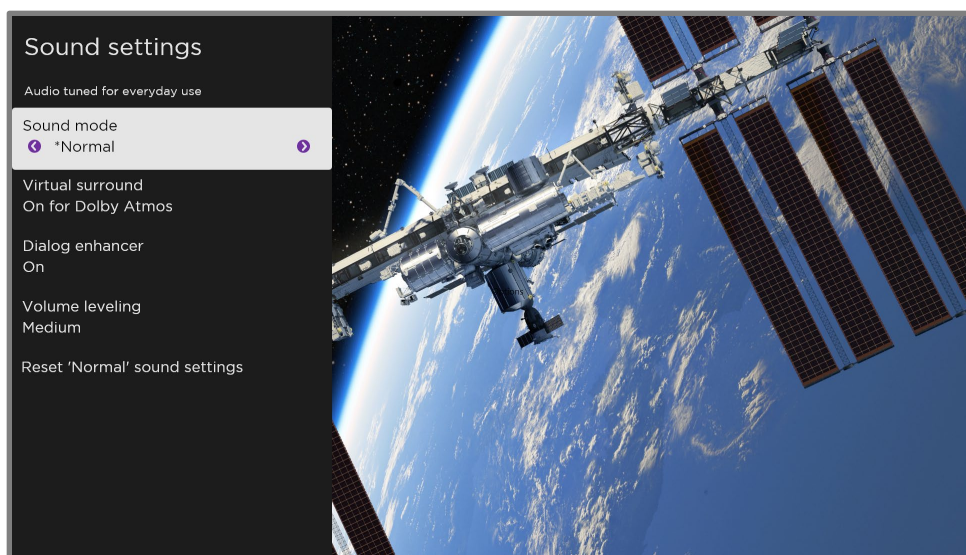 Sound settings
Audio tuned for everyday use
Sound mode
*Normal
Virtual surround
On for Dolby Atmos
Dialog enhancer
On
Volume leveling
Medium
Reset 'Normal' sound settings